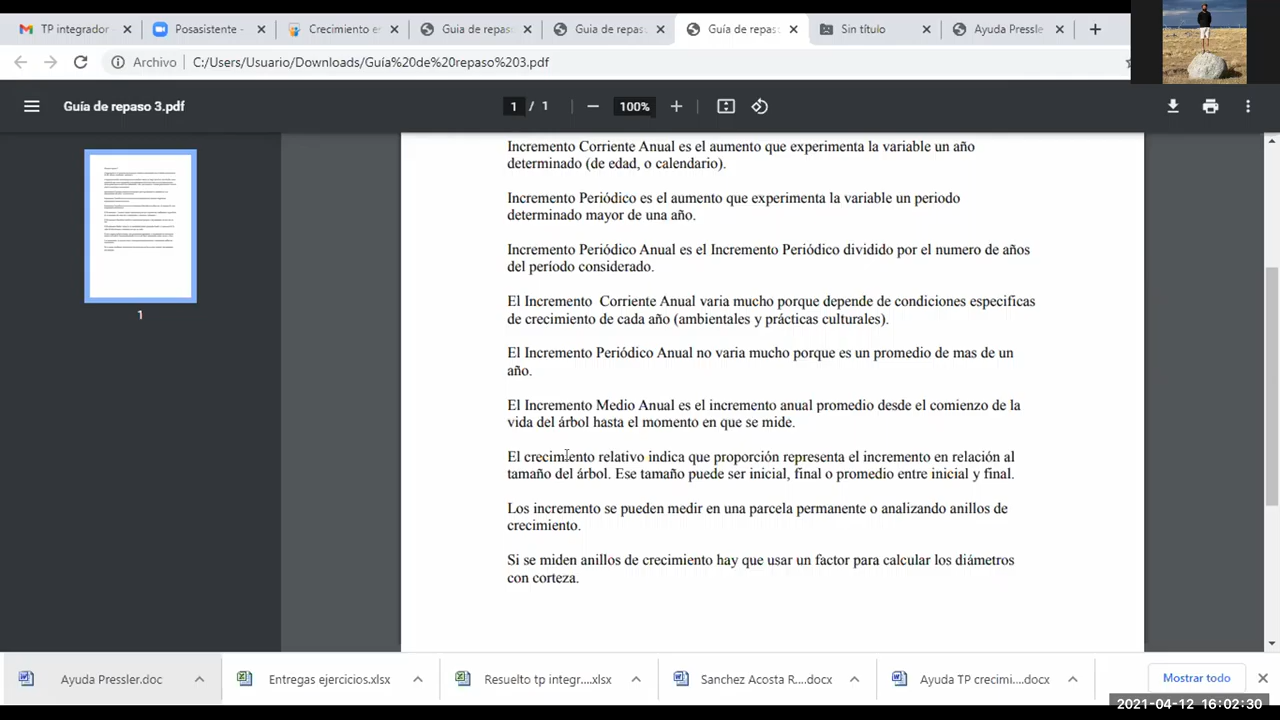 TP integrador -
Posasistente -
Crecimiento e
Guia de repas
Guia de repas
Guía de repas
Sin título
Ayuda Pressle
Archivo
C:/Users/Usuario/Downloads/Guía%20de%20repaso%203.pdf
Guía de repaso 3.pdf
1 / 1
100%
1
Incremento Corriente Anual es el aumento que experimenta la variable un año
determinado (de edad, o calendario).
Incremento Periódico es el aumento que experimenta la variable un periodo
determinado mayor de una año.
Incremento Periódico Anual es el Incremento Periódico dividido por el numero de años
del período considerado.
El Incremento Corriente Anual varia mucho porque depende de condiciones especificas
de crecimiento de cada año (ambientales y prácticas culturales).
El Incremento Periódico Anual no varia mucho porque es un promedio de mas de un
año.
El Incremento Medio Anual es el incremento anual promedio desde el comienzo de la
vida del árbol hasta el momento en que se mide.
El crecimiento relativo indica que proporción representa el incremento en relación al
tamaño del árbol. Ese tamaño puede ser inicial, final o promedio entre inicial y final.
Los incremento se pueden medir en una parcela permanente o analizando anillos de
crecimiento.
Si se miden anillos de crecimiento hay que usar un factor para calcular los diámetros
con corteza.
Ayuda Pressler.doc
Entregas ejercicios.xlsx
Resuelto tp integr....xlsx
Sanchez Acosta R....docx
Ayuda TP crecimi....docx
Mostrar todo
2021-04-12 16:02:30